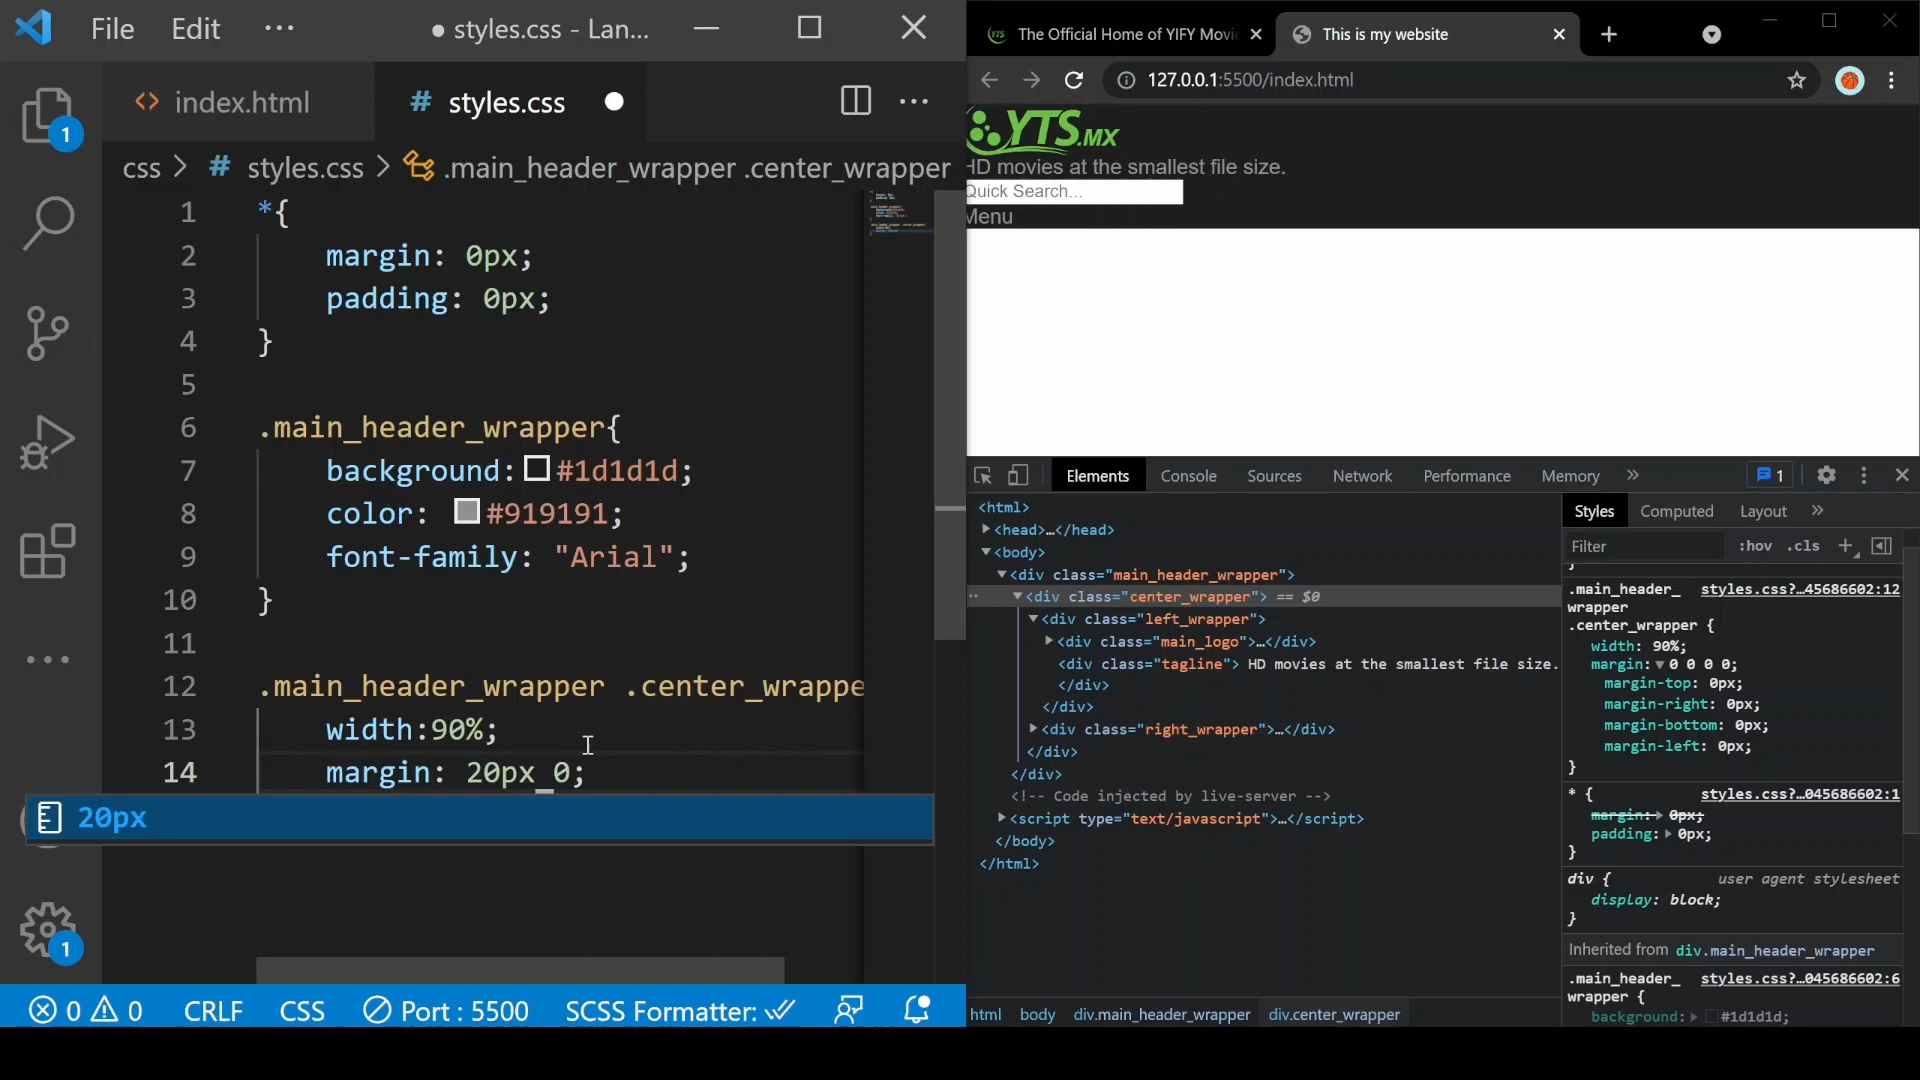 File Edit ···
● styles.css - Lan...
index.html
# styles.css
css > # styles.css > .main_header_wrapper .center_wrapper
1 *{
2 margin: 0px;
3 padding: 0px;
4 }
5
6 .main_header_wrapper{
7 background: #1d1d1d;
8 color: #919191;
9 font-family: "Arial";
10 }
11
12 .main_header_wrapper .center_wrappe
13 width:90%;
14 margin: 20px 0;
20px
1
1
0 0 CRLF CSS Port : 5500 SCSS Formatter:
The Official Home of YIFY Movi
This is my website
127.0.0.1:5500/index.html
YTS.MX
HD movies at the smallest file size.
Quick Search...
Menu
Elements Console Sources Network Performance Memory » 1
<html>
<head>…</head>
<body>
<div class="main_header_wrapper">
<div class="center_wrapper"> == $0
<div class="left_wrapper">
<div class="main_logo">…</div>
<div class="tagline"> HD movies at the smallest file size.
</div>
</div>
<div class="right_wrapper">…</div>
</div>
</div>
<!-- Code injected by live-server -->
<script type="text/javascript">…</script>
</body>
</html>
html body div.main_header_wrapper div.center_wrapper
Styles Computed Layout »
Filter :hov .cls +
}
.main_header_ styles.css?…45686602:12
wrapper
.center_wrapper {
width: 90%;
margin: 0 0 0 0;
margin-top: 0px;
margin-right: 0px;
margin-bottom: 0px;
margin-left: 0px;
}
* { styles.css?…045686602:1
margin: 0px;
padding: 0px;
}
div { user agent stylesheet
display: block;
}
Inherited from div.main_header_wrapper
.main_header_ styles.css?…045686602:6
wrapper {
background: #1d1d1d;